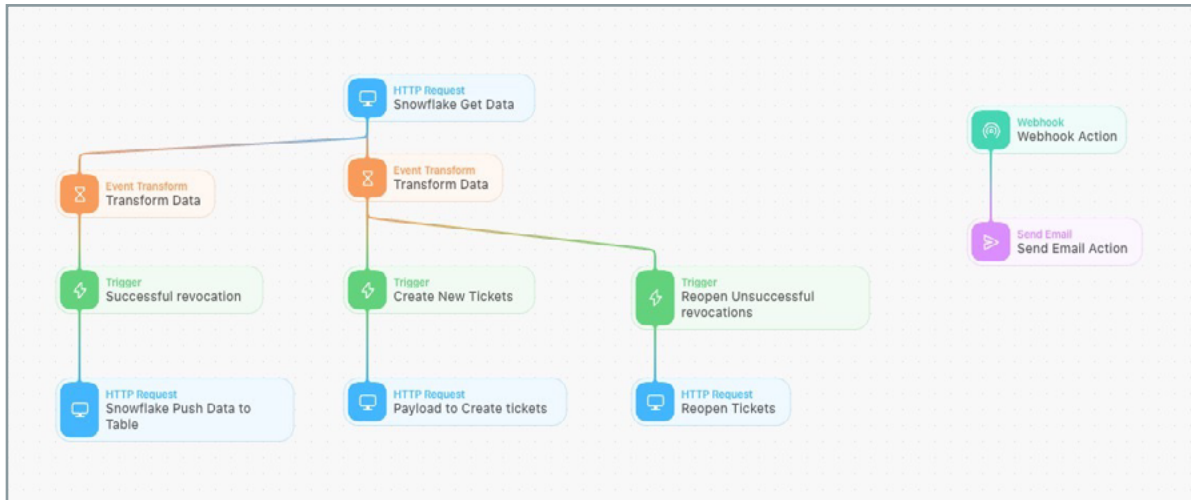 HTTP Request
Snowflake Get Data
Webhook
Webhook Action
Event Transform
Transform Data
Event Transform
Transform Data
Send Email
Send Email Action
Trigger
Successful revocation
Trigger
Create New Tickets
Trigger
Reopen Unsuccessful
revocations
HTTP Request
Snowflake Push Data to
Table
HTTP Request
Payload to Create tickets
HTTP Request
Reopen Tickets